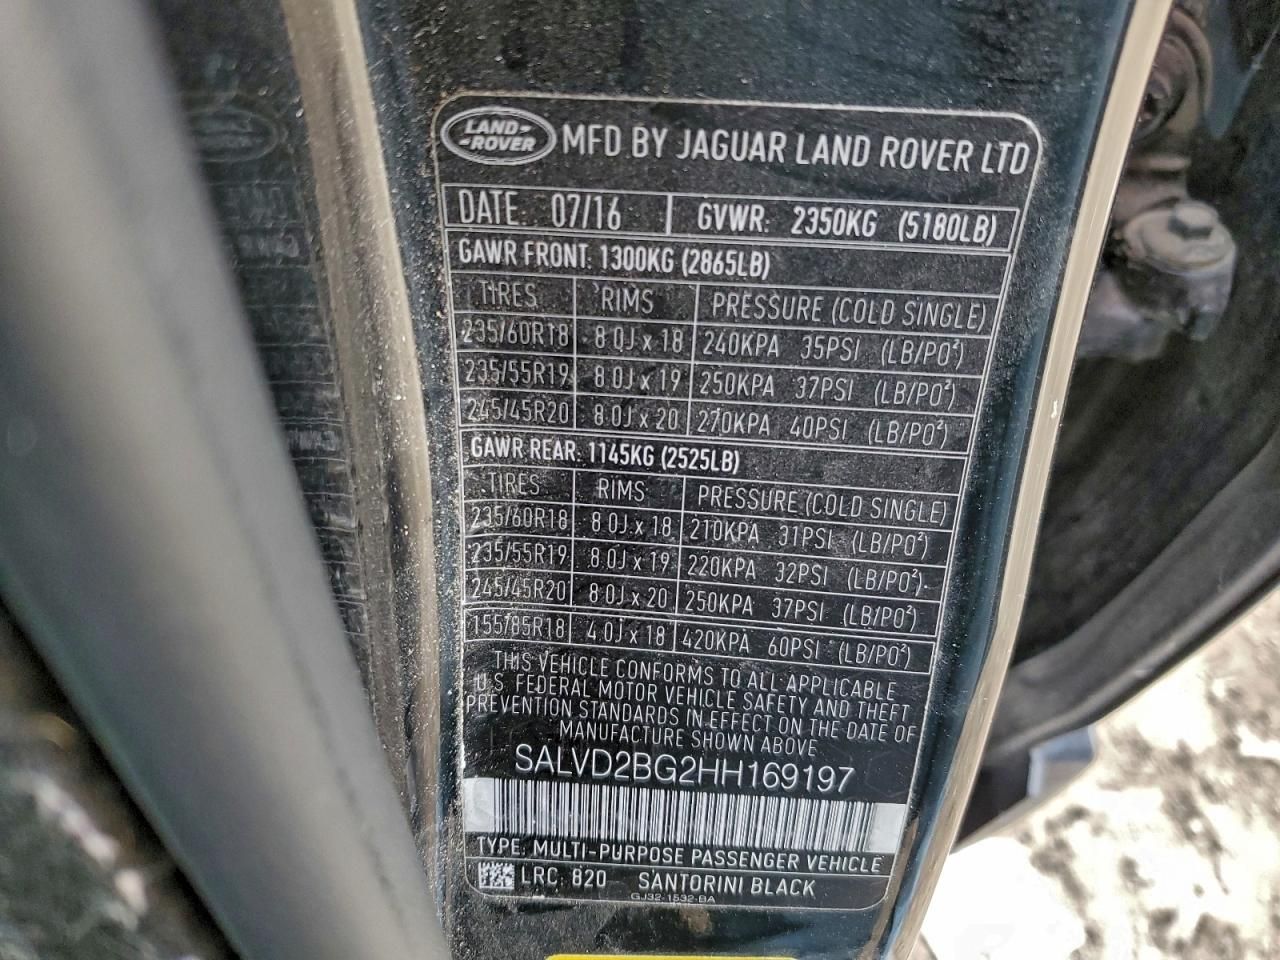 LAND-
-ROVER
MFD BY JAGUAR LAND ROVER LTD
DATE: 07/16 GVWR: 2350KG (5180LB)
GAWR FRONT: 1300KG (2865LB)
TIRES RIMS PRESSURE (COLD SINGLE)
235/60R18 8.0J x 18 240KPA 35PSI (LB/PO²)
235/55R19 8.0J x 19 250KPA 37PSI (LB/PO²)
245/45R20 8.0J x 20 270KPA 40PSI (LB/PO²)
GAWR REAR: 1145KG (2525LB)
TIRES RIMS PRESSURE (COLD SINGLE)
235/60R18 8.0J x 18 210KPA 31PSI (LB/PO²)
235/55R19 8.0J x 19 220KPA 32PSI (LB/PO²)
245/45R20 8.0J x 20 250KPA 37PSI (LB/PO²)
155/85R18 4.0J x 18 420KPA 60PSI (LB/PO²)
THIS VEHICLE CONFORMS TO ALL APPLICABLE
U.S. FEDERAL MOTOR VEHICLE SAFETY AND THEFT
PREVENTION STANDARDS IN EFFECT ON THE DATE OF
MANUFACTURE SHOWN ABOVE
SALVD2BG2HH169197
TYPE: MULTI-PURPOSE PASSENGER VEHICLE
LRC: 820 SANTORINI BLACK
GJ32-1532-BA